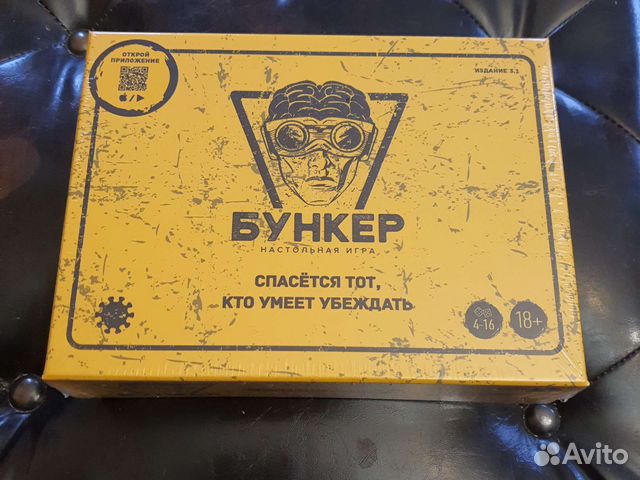 ОТКРОЙ
ПРИЛОЖЕНИЕ
ИЗДАНИЕ 3.1
БУНКЕР
НАСТОЛЬНАЯ ИГРА
СПАСЁТСЯ ТОТ,
КТО УМЕЕТ УБЕЖДАТЬ
4-16
18+
Avito